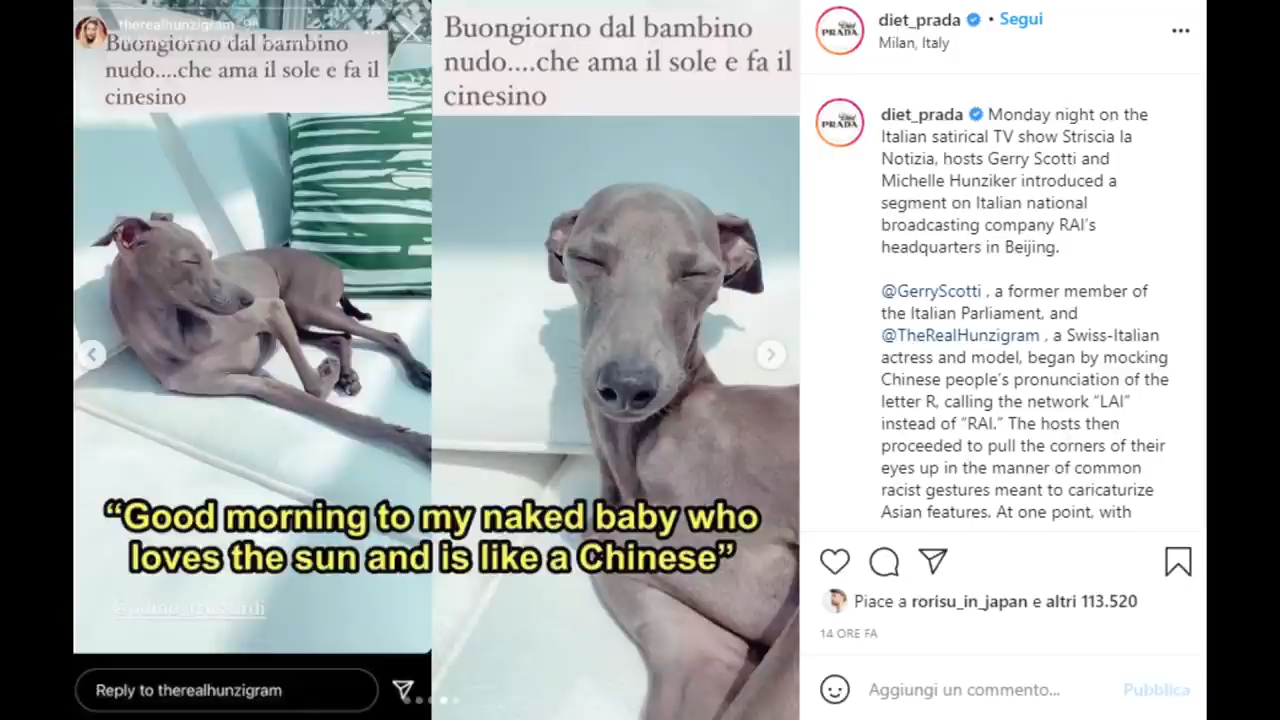 therealhunzigram 9h
Buongiorno dal bambino
nudo....che ama il sole e fa il
cinesino
Buongiorno dal bambino
nudo....che ama il sole e fa il
cinesino
“Good morning to my naked baby who
loves the sun and is like a Chinese”
Reply to therealhunzigram
Diet
PRADA
diet_prada • Segui
Milan, Italy
Diet
PRADA
diet_prada Monday night on the
Italian satirical TV show Striscia la
Notizia, hosts Gerry Scotti and
Michelle Hunziker introduced a
segment on Italian national
broadcasting company RAI’s
headquarters in Beijing.
@GerryScotti , a former member of
the Italian Parliament, and
@TheRealHunzigram , a Swiss-Italian
actress and model, began by mocking
Chinese people’s pronunciation of the
letter R, calling the network “LAI”
instead of “RAI.” The hosts then
proceeded to pull the corners of their
eyes up in the manner of common
racist gestures meant to caricaturize
Asian features. At one point, with
Piace a rorisu_in_japan e altri 113.520
14 ORE FA
Aggiungi un commento...
Pubblica